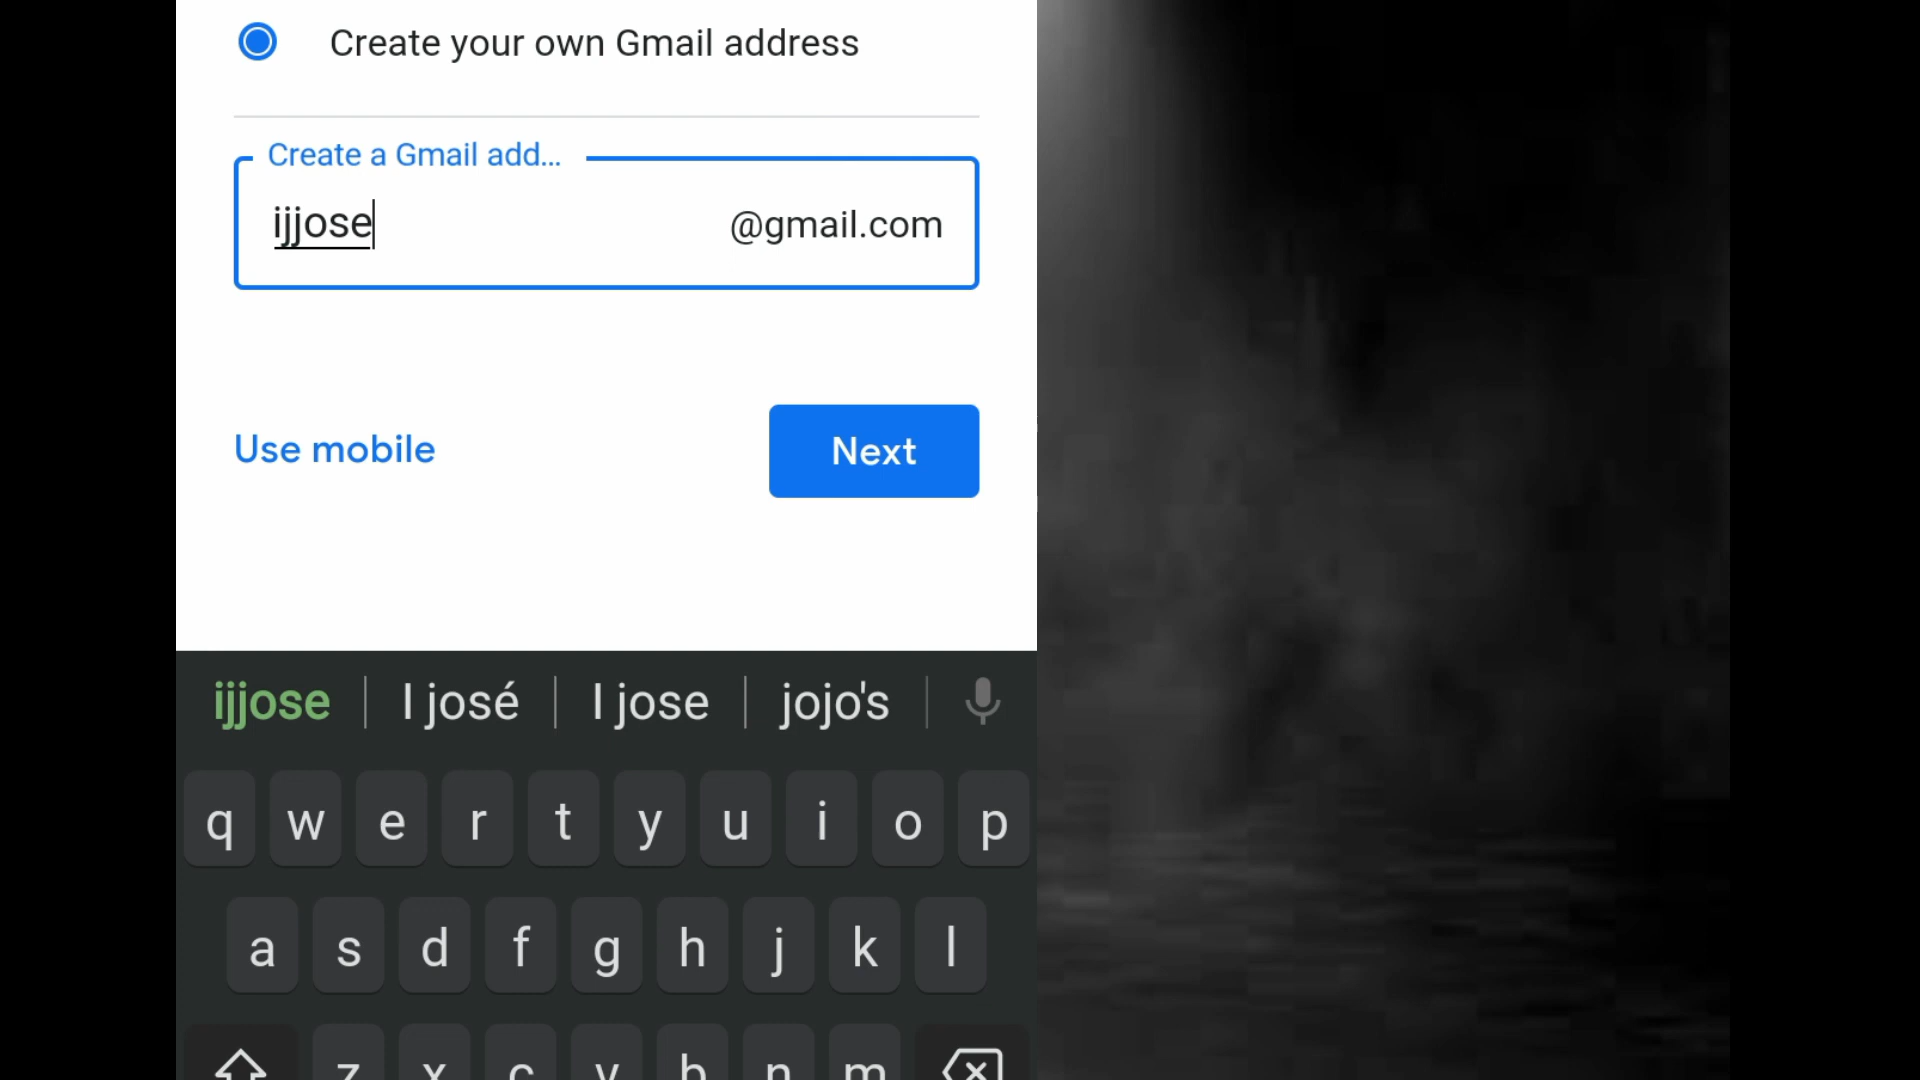 Create your own Gmail address
Create a Gmail add...
ijjose @gmail.com
Use mobile Next
ijjose I josé I jose jojo's
q w e r t y u i o p
a s d f g h j k l
z x c v b n m